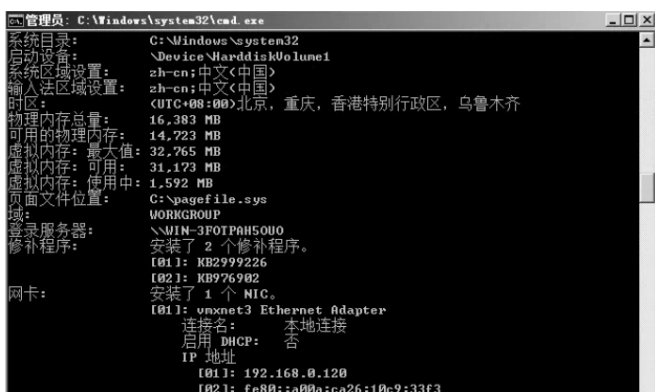 管理员: C:\Windows\system32\cmd.exe
系统目录: C:\Windows\system32
启动设备: \Device\HarddiskVolume1
系统区域设置: zh-cn;中文(中国)
输入法区域设置: zh-cn;中文(中国)
时区: (UTC+08:00)北京，重庆，香港特别行政区，乌鲁木齐
物理内存总量: 16,383 MB
可用的物理内存: 14,723 MB
虚拟内存: 最大值: 32,765 MB
虚拟内存: 可用: 31,173 MB
虚拟内存: 使用中: 1,592 MB
页面文件位置: C:\pagefile.sys
域: WORKGROUP
登录服务器: \\WIN-3FOTPAH5OUO
修补程序: 安装了 2 个修补程序。
[01]: KB2999226
[02]: KB976902
网卡: 安装了 1 个 NIC。
[01]: vmxnet3 Ethernet Adapter
连接名: 本地连接
启用 DHCP: 否
IP 地址
[01]: 192.168.0.120
[02]: fe80::a00a:ca26:10c9:33f3